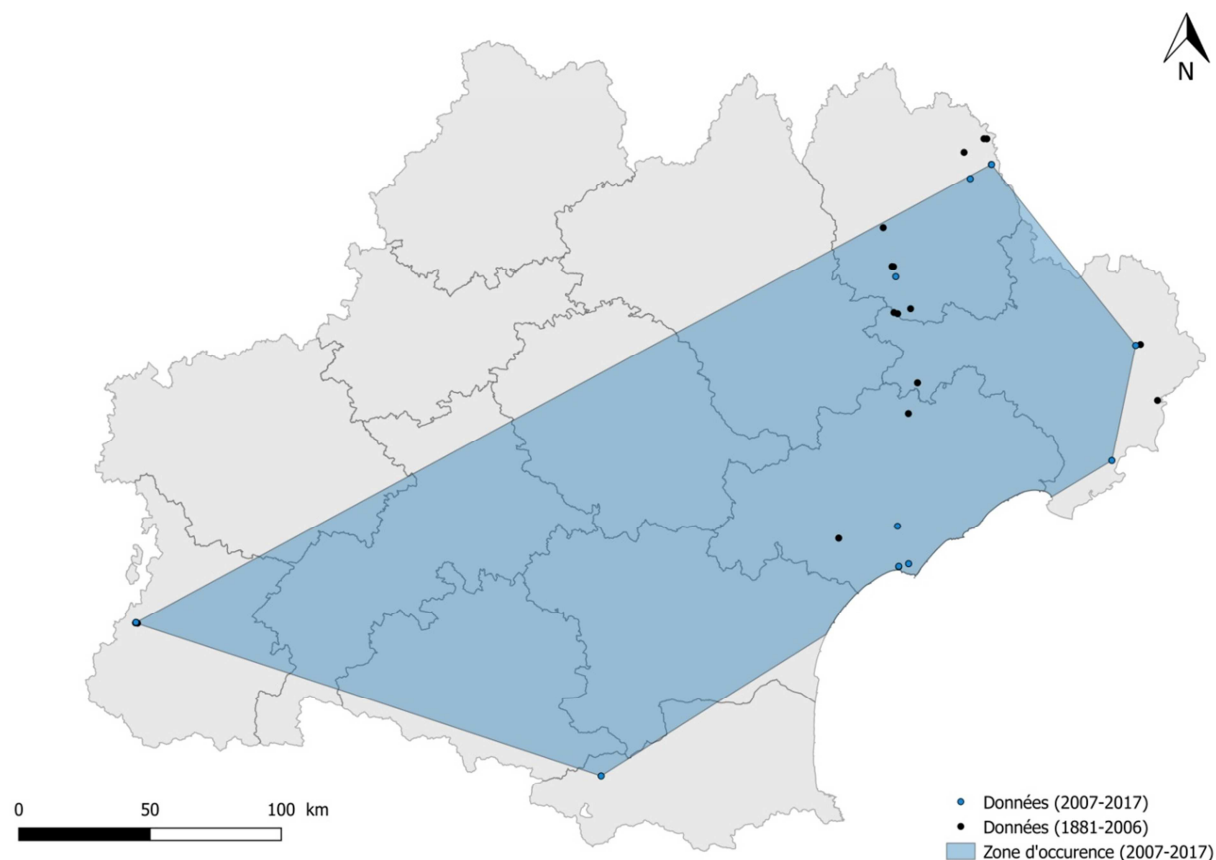 N
0 50 100 km
Données (2007-2017)
Données (1881-2006)
Zone d'occurence (2007-2017)